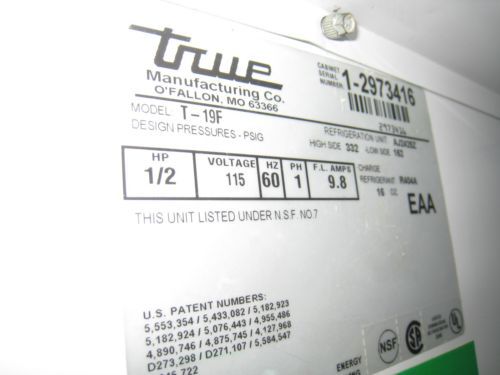 true
Manufacturing Co.
O'FALLON, MO 63366
CABINET
SERIAL
NUMBER
1-2973416
2973416
MODEL T-19F
DESIGN PRESSURES - PSIG
REFRIGERATION UNIT
HIGH SIDE 332 -LOW SIDE 162
HP VOLTAGE HZ PH F.L. AMPS
1/2 115 60 1 9.8
CHARGE
REFRIGERANT R404A
16 OZ
EAA
THIS UNIT LISTED UNDER N.S.F. NO.7
U.S. PATENT NUMBERS:
5,553,354 / 5,433,082 / 5,182,923
5,182,924 / 5,076,443 / 4,955,486
4,890,746 / 4,875,745 / 4,127,968
D273,298 / D271,107 / 5,584,547
NSF
ENERGY